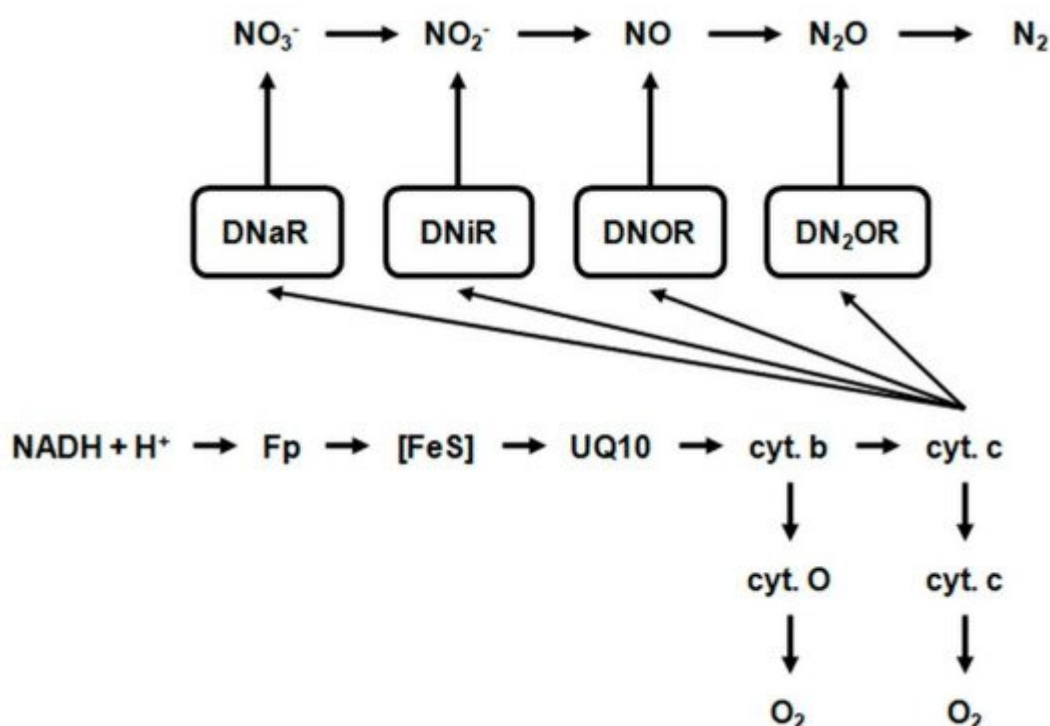 NO₃⁻ → NO₂⁻ → NO → N₂O → N₂
DNaR DNiR DNOR DN₂OR
NADH + H⁺ → Fp → [FeS] → UQ10 → cyt. b → cyt. c
cyt. O cyt. c
O₂ O₂